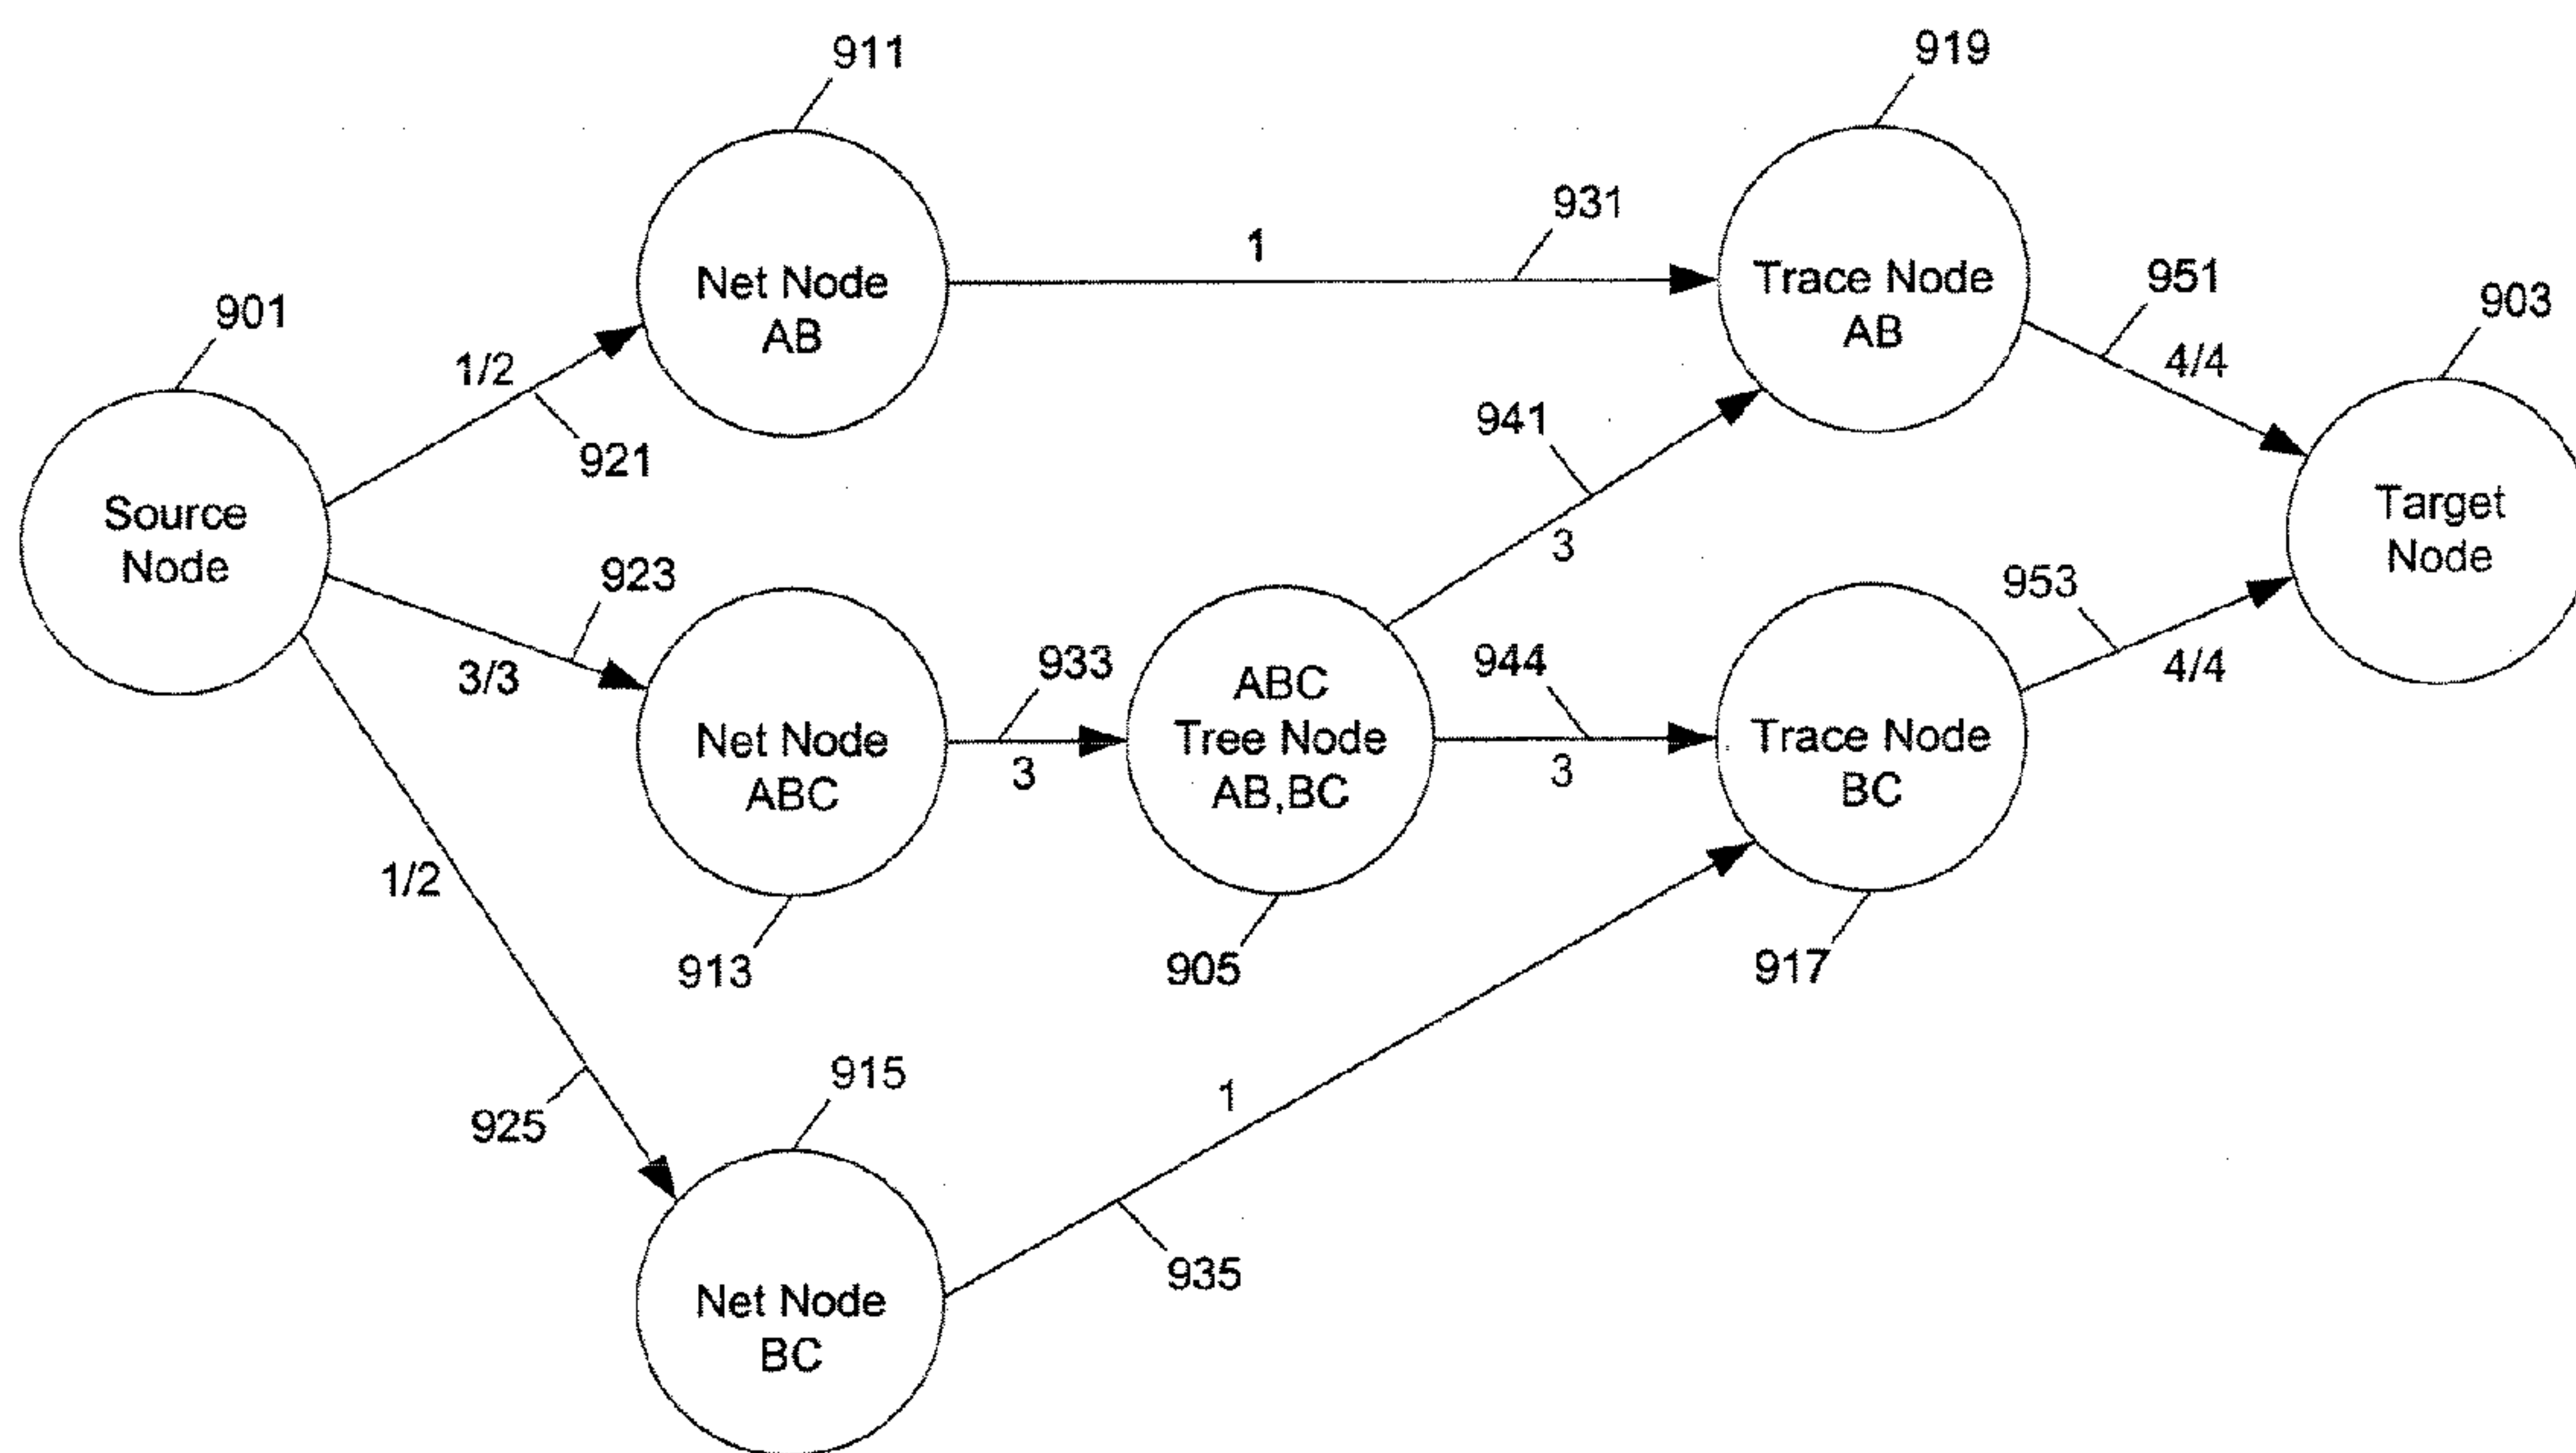 911
919
931
1
Net Node
AB
Trace Node
AB
951
4/4
903
901
1/2
921
941
3
Source
Node
Target
Node
923
3/3
933
3
944
3
953
4/4
Net Node
ABC
ABC
Tree Node
AB,BC
Trace Node
BC
1/2
913
905
917
925
915
1
935
Net Node
BC